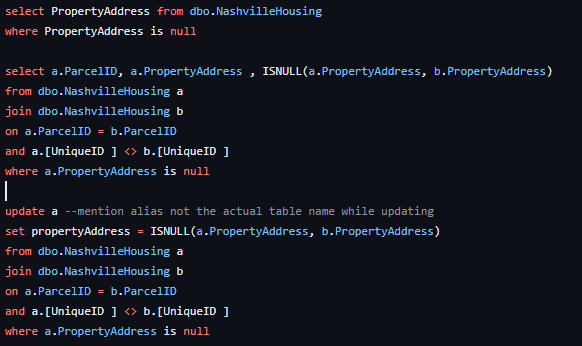 select PropertyAddress from dbo.NashvilleHousing
where PropertyAddress is null
select a.ParcelID, a.PropertyAddress , ISNULL(a.PropertyAddress, b.PropertyAddress)
from dbo.NashvilleHousing a
join dbo.NashvilleHousing b
on a.ParcelID = b.ParcelID
and a.[UniqueID ] <> b.[UniqueID ]
where a.PropertyAddress is null
update a --mention alias not the actual table name while updating
set propertyAddress = ISNULL(a.PropertyAddress, b.PropertyAddress)
from dbo.NashvilleHousing a
join dbo.NashvilleHousing b
on a.ParcelID = b.ParcelID
and a.[UniqueID ] <> b.[UniqueID ]
where a.PropertyAddress is null